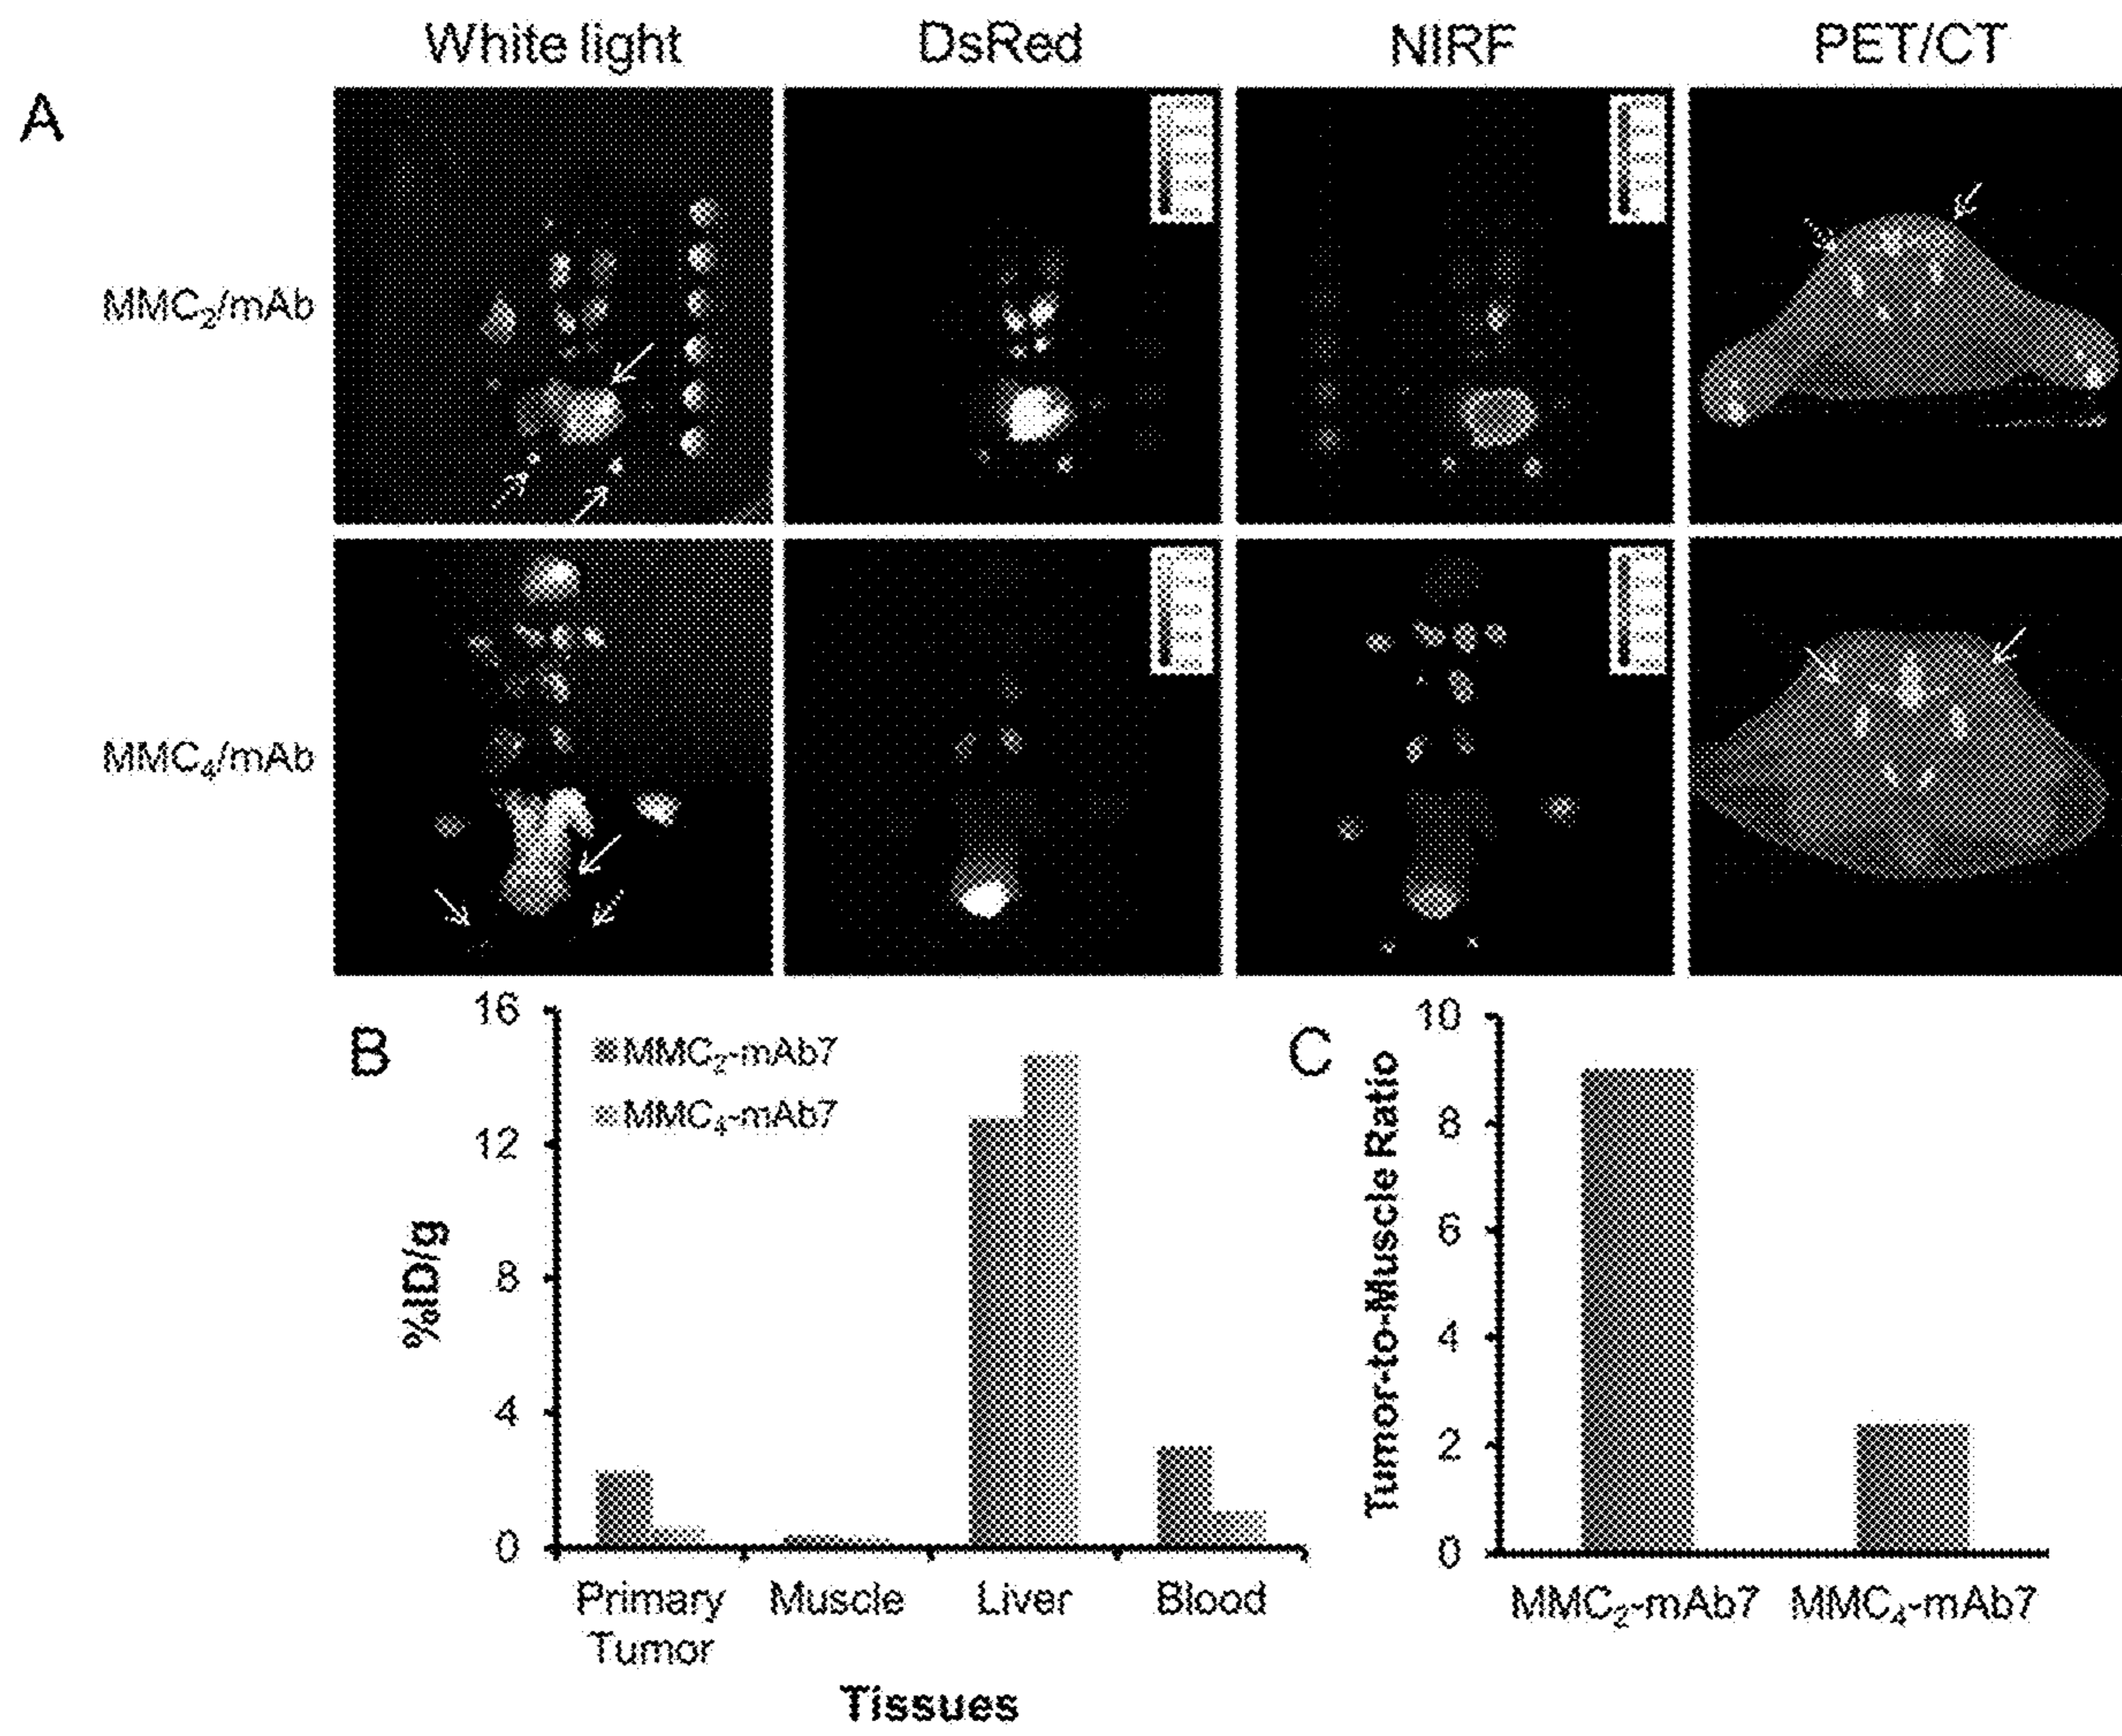 White light DsRed NIRF PET/CT
A
MMC₂/mAb
MMC₄/mAb
B
MMC₂-mAb7
MMC₄-mAb7
16
12
8
4
0
%ID/g
Primary Tumor Muscle Liver Blood
Tissues
C
10
8
6
4
2
0
Tumor-to-Muscle Ratio
MMC₂-mAb7 MMC₄-mAb7